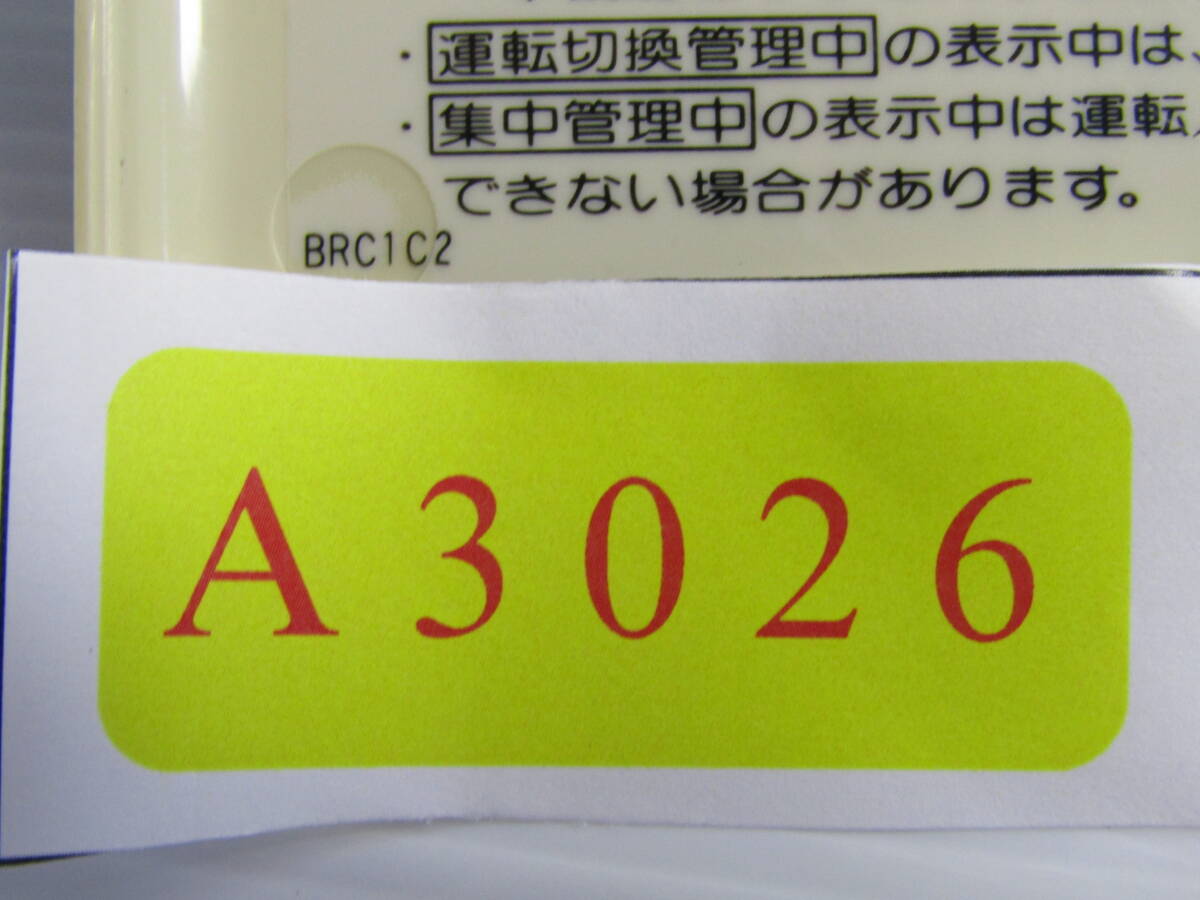 ・運転切換管理中の表示中は、
・集中管理中の表示中は運転
できない場合があります。
BRC1C2
A3026